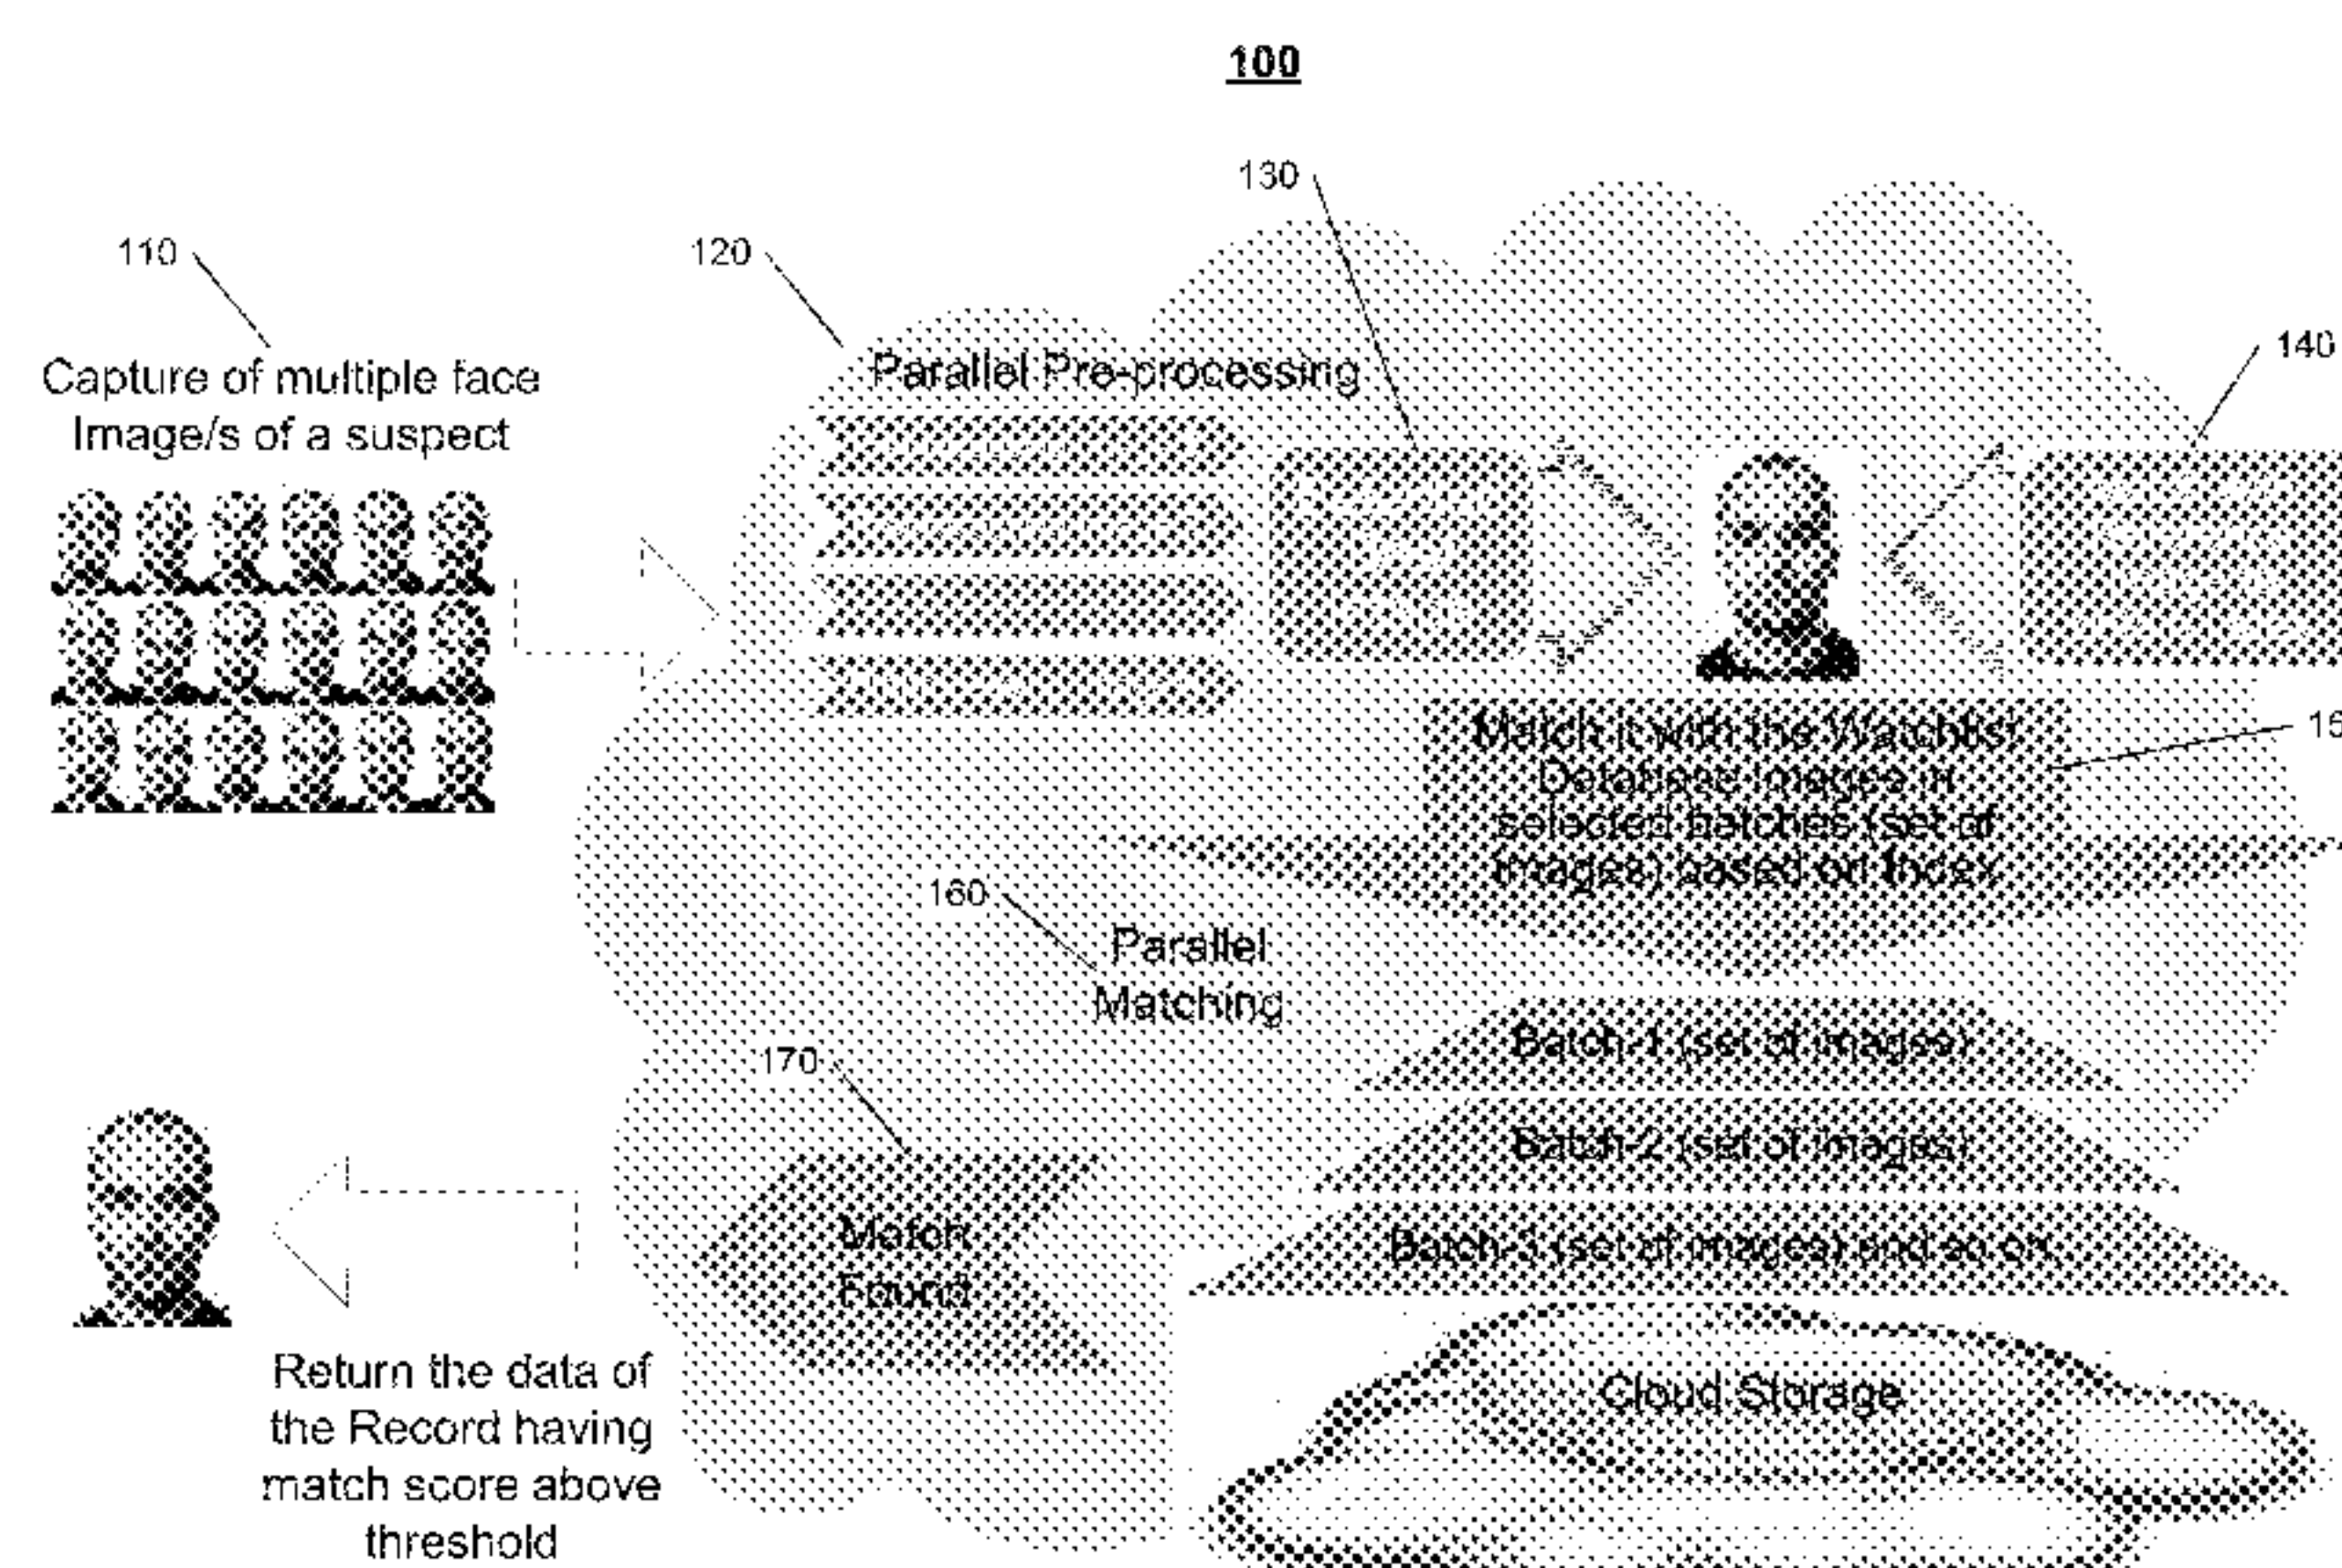 100
130
110
120
140
Capture of multiple face
Image/s of a suspect
Parallel Pre-processing
Match it with the Watchlist
Database Images in
selected batches (set of
images) based on Index
15
160
Parallel
Matching
170
Batch-1 (set of images)
Batch-2 (set of images)
Batch-3 (set of images) and so on
Match
Found
Cloud Storage
Return the data of
the Record having
match score above
threshold